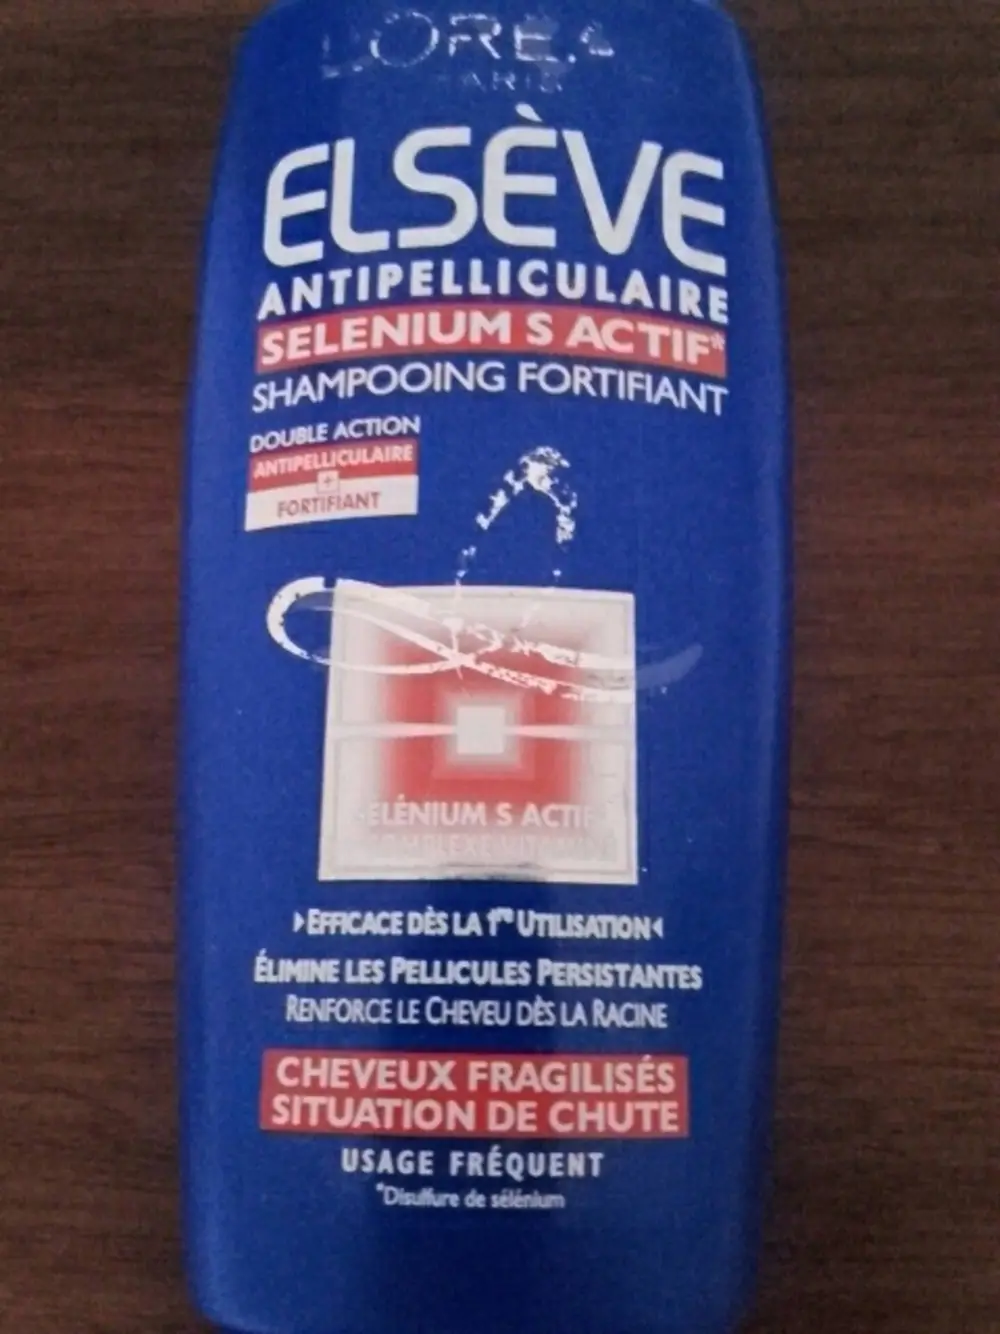 L'ORÉAL
PARIS
ELSÈVE
ANTIPELLICULAIRE
SELENIUM S ACTIF*
SHAMPOOING FORTIFIANT
DOUBLE ACTION
ANTIPELLICULAIRE
+
FORTIFIANT
SÉLÉNIUM S ACTIF
COMPLEXE VITAMINÉ
EFFICACE DÈS LA 1re UTILISATION
ÉLIMINE LES PELLICULES PERSISTANTES
RENFORCE LE CHEVEU DÈS LA RACINE
CHEVEUX FRAGILISÉS
SITUATION DE CHUTE
USAGE FRÉQUENT
*Disulfure de sélénium